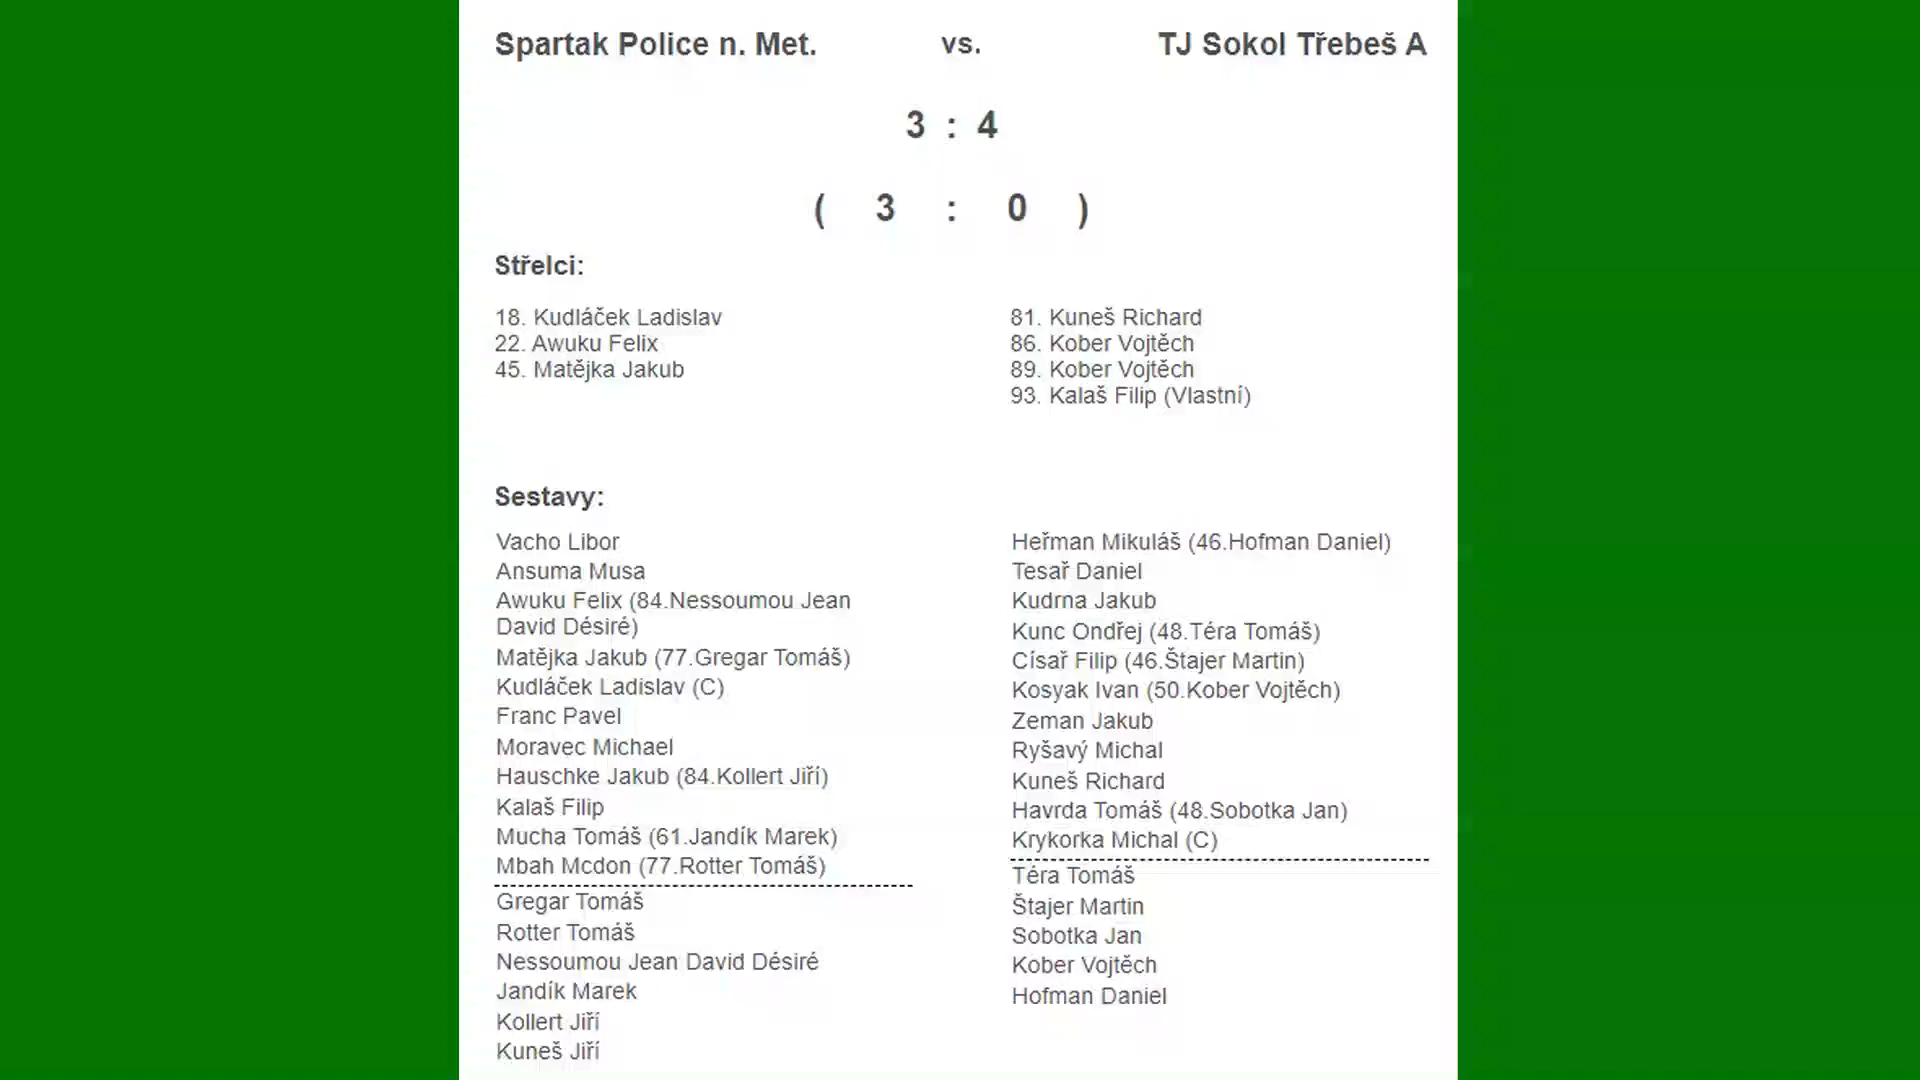 Spartak Police n. Met. vs. TJ Sokol Třebeš A
3 : 4
( 3 : 0 )
Střelci:
18. Kudláček Ladislav
22. Awuku Felix
45. Matějka Jakub
81. Kuneš Richard
86. Kober Vojtěch
89. Kober Vojtěch
93. Kalaš Filip (Vlastní)
Sestavy:
Vacho Libor
Ansuma Musa
Awuku Felix (84.Nessoumou Jean
David Désiré)
Matějka Jakub (77.Gregar Tomáš)
Kudláček Ladislav (C)
Franc Pavel
Moravec Michael
Hauschke Jakub (84.Kollert Jiří)
Kalaš Filip
Mucha Tomáš (61.Jandík Marek)
Mbah Mcdon (77.Rotter Tomáš)
Gregar Tomáš
Rotter Tomáš
Nessoumou Jean David Désiré
Jandík Marek
Kollert Jiří
Kuneš Jiří
Heřman Mikuláš (46.Hofman Daniel)
Tesař Daniel
Kudrna Jakub
Kunc Ondřej (48.Téra Tomáš)
Císař Filip (46.Štajer Martin)
Kosyak Ivan (50.Kober Vojtěch)
Zeman Jakub
Ryšavý Michal
Kuneš Richard
Havrda Tomáš (48.Sobotka Jan)
Krykorka Michal (C)
Téra Tomáš
Štajer Martin
Sobotka Jan
Kober Vojtěch
Hofman Daniel